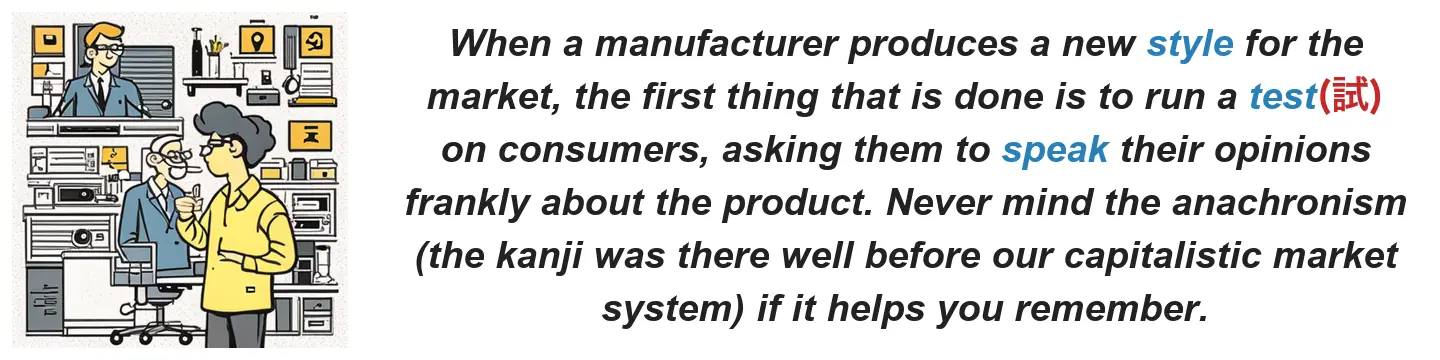 When a manufacturer produces a new style for the
market, the first thing that is done is to run a test(試)
on consumers, asking them to speak their opinions
frankly about the product. Never mind the anachronism
(the kanji was there well before our capitalistic market
system) if it helps you remember.